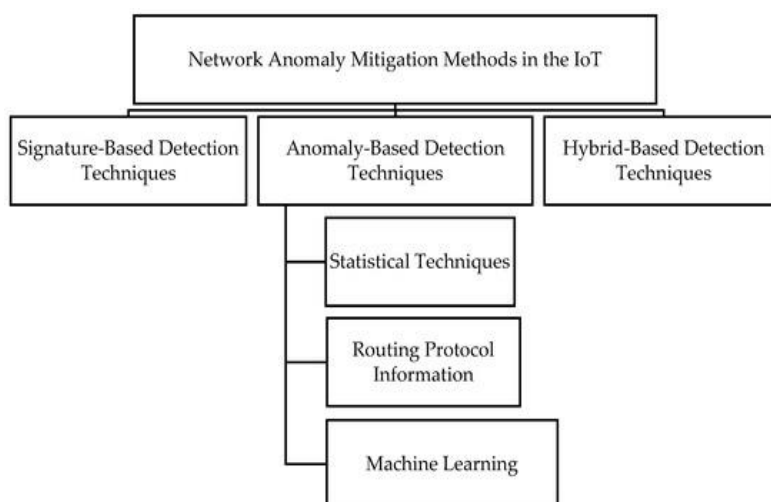 Network Anomaly Mitigation Methods in the IoT
Signature-Based Detection
Techniques
Anomaly-Based Detection
Techniques
Hybrid-Based Detection
Techniques
Statistical Techniques
Routing Protocol
Information
Machine Learning